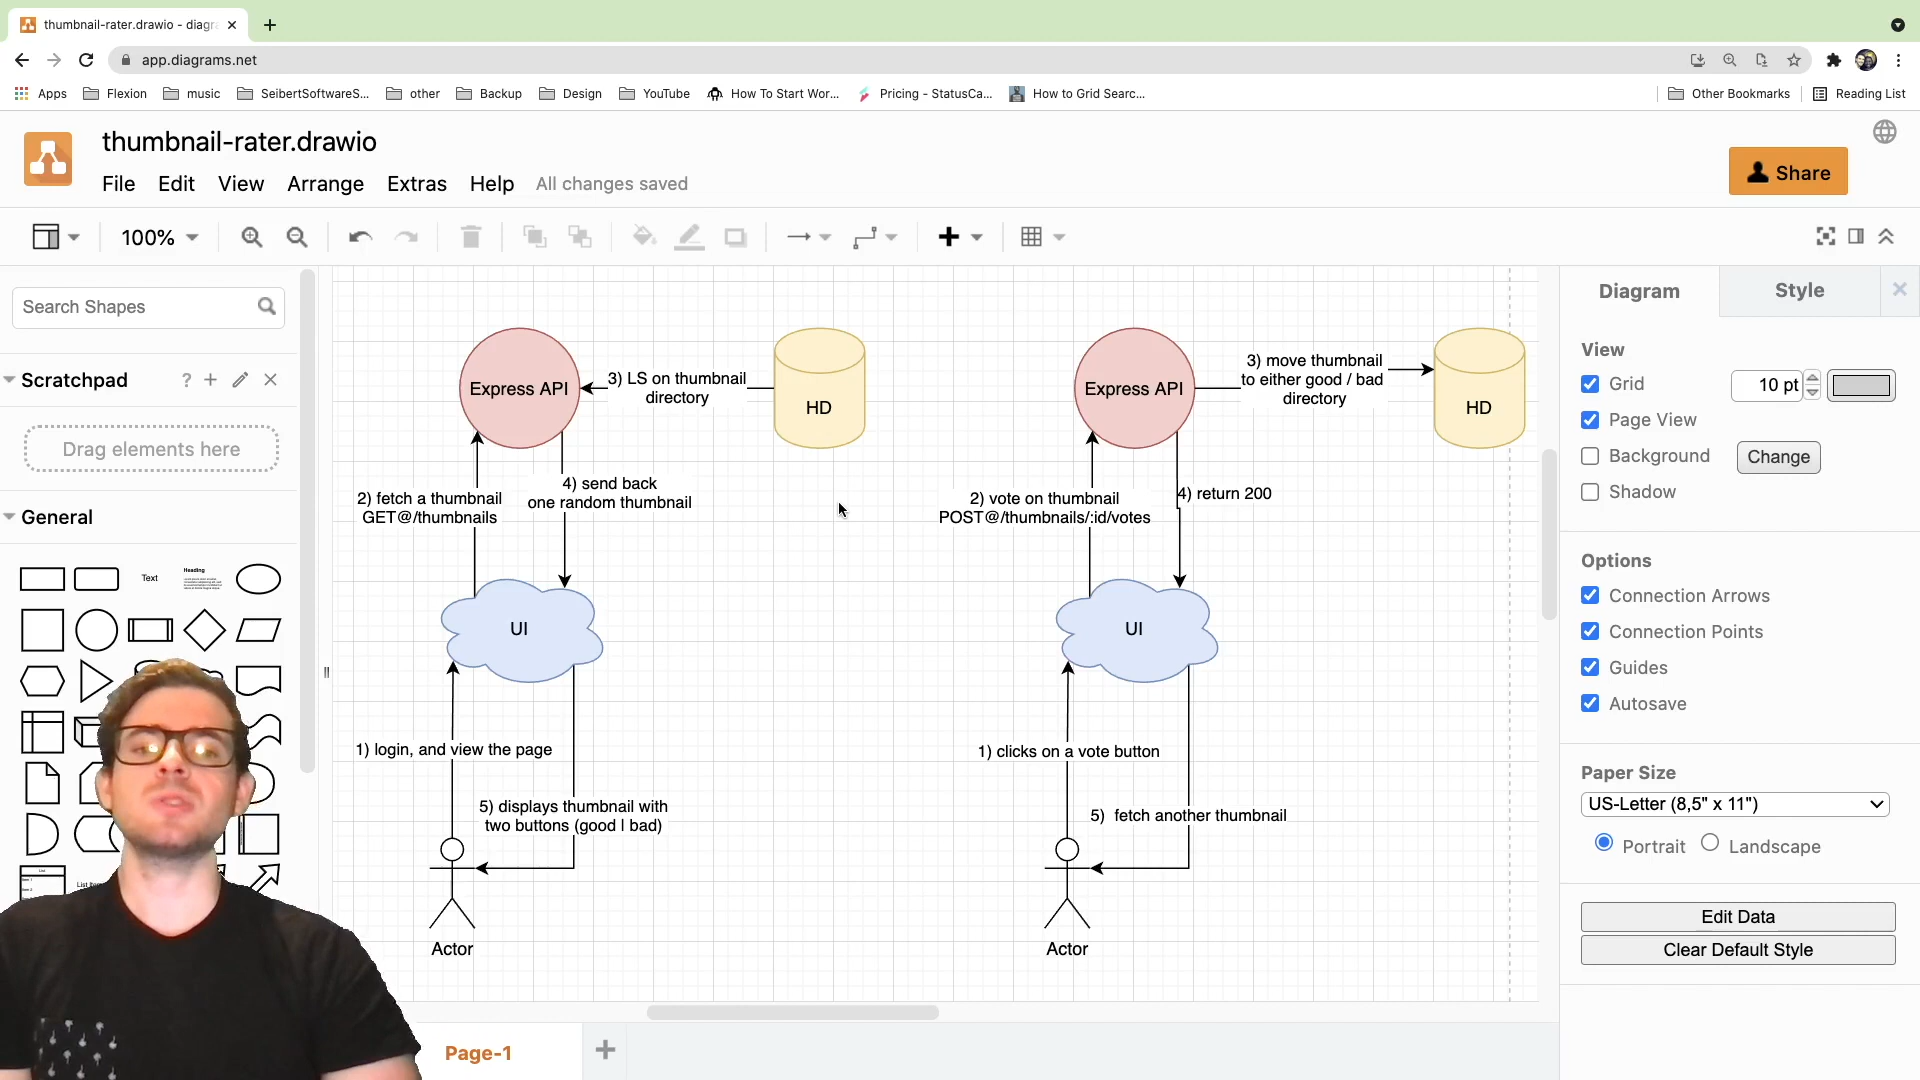 thumbnail-rater.drawio - diagra
app.diagrams.net
Apps
Flexion
music
SeibertSoftwareS...
other
Backup
Design
YouTube
How To Start Wor...
Pricing - StatusCa...
How to Grid Searc...
Other Bookmarks
Reading List
thumbnail-rater.drawio
File Edit View Arrange Extras Help All changes saved
Share
100%
Search Shapes
Scratchpad
?
Drag elements here
General
Text
Heading
List
Express API
3) LS on thumbnail
directory
HD
2) fetch a thumbnail
GET@/thumbnails
4) send back
one random thumbnail
UI
1) login, and view the page
5) displays thumbnail with
two buttons (good | bad)
Actor
Express API
3) move thumbnail
to either good / bad
directory
HD
2) vote on thumbnail
POST@/thumbnails/:id/votes
4) return 200
UI
1) clicks on a vote button
5) fetch another thumbnail
Actor
Diagram
Style
View
Grid
10 pt
Page View
Background
Change
Shadow
Options
Connection Arrows
Connection Points
Guides
Autosave
Paper Size
US-Letter (8,5" x 11")
Portrait
Landscape
Edit Data
Clear Default Style
Page-1